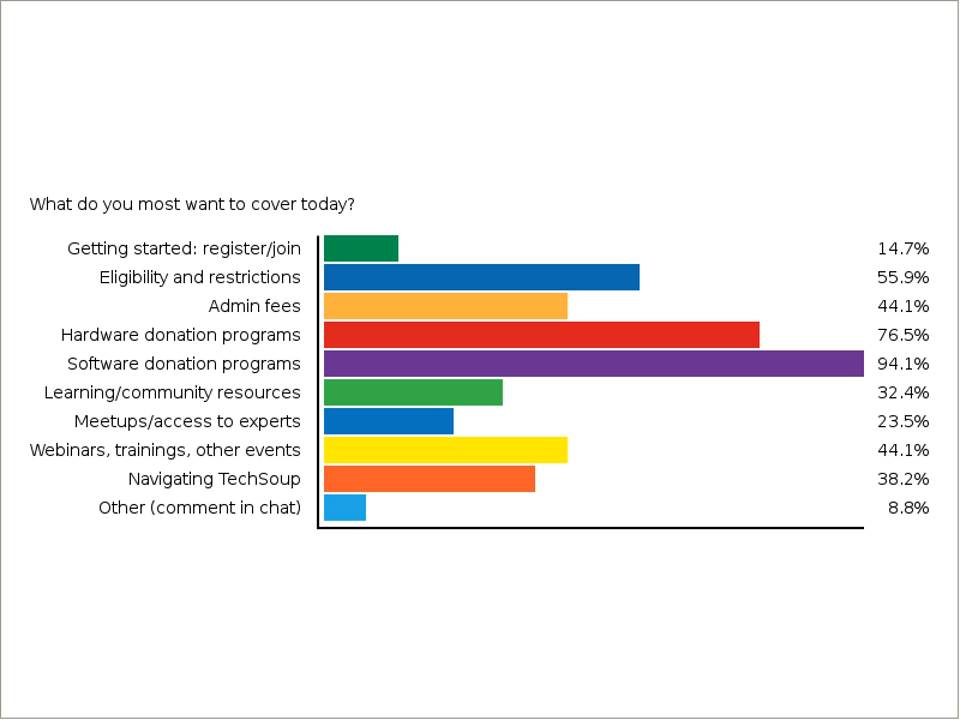 What do you most want to cover today?
Getting started: register/join 14.7%
Eligibility and restrictions 55.9%
Admin fees 44.1%
Hardware donation programs 76.5%
Software donation programs 94.1%
Learning/community resources 32.4%
Meetups/access to experts 23.5%
Webinars, trainings, other events 44.1%
Navigating TechSoup 38.2%
Other (comment in chat) 8.8%